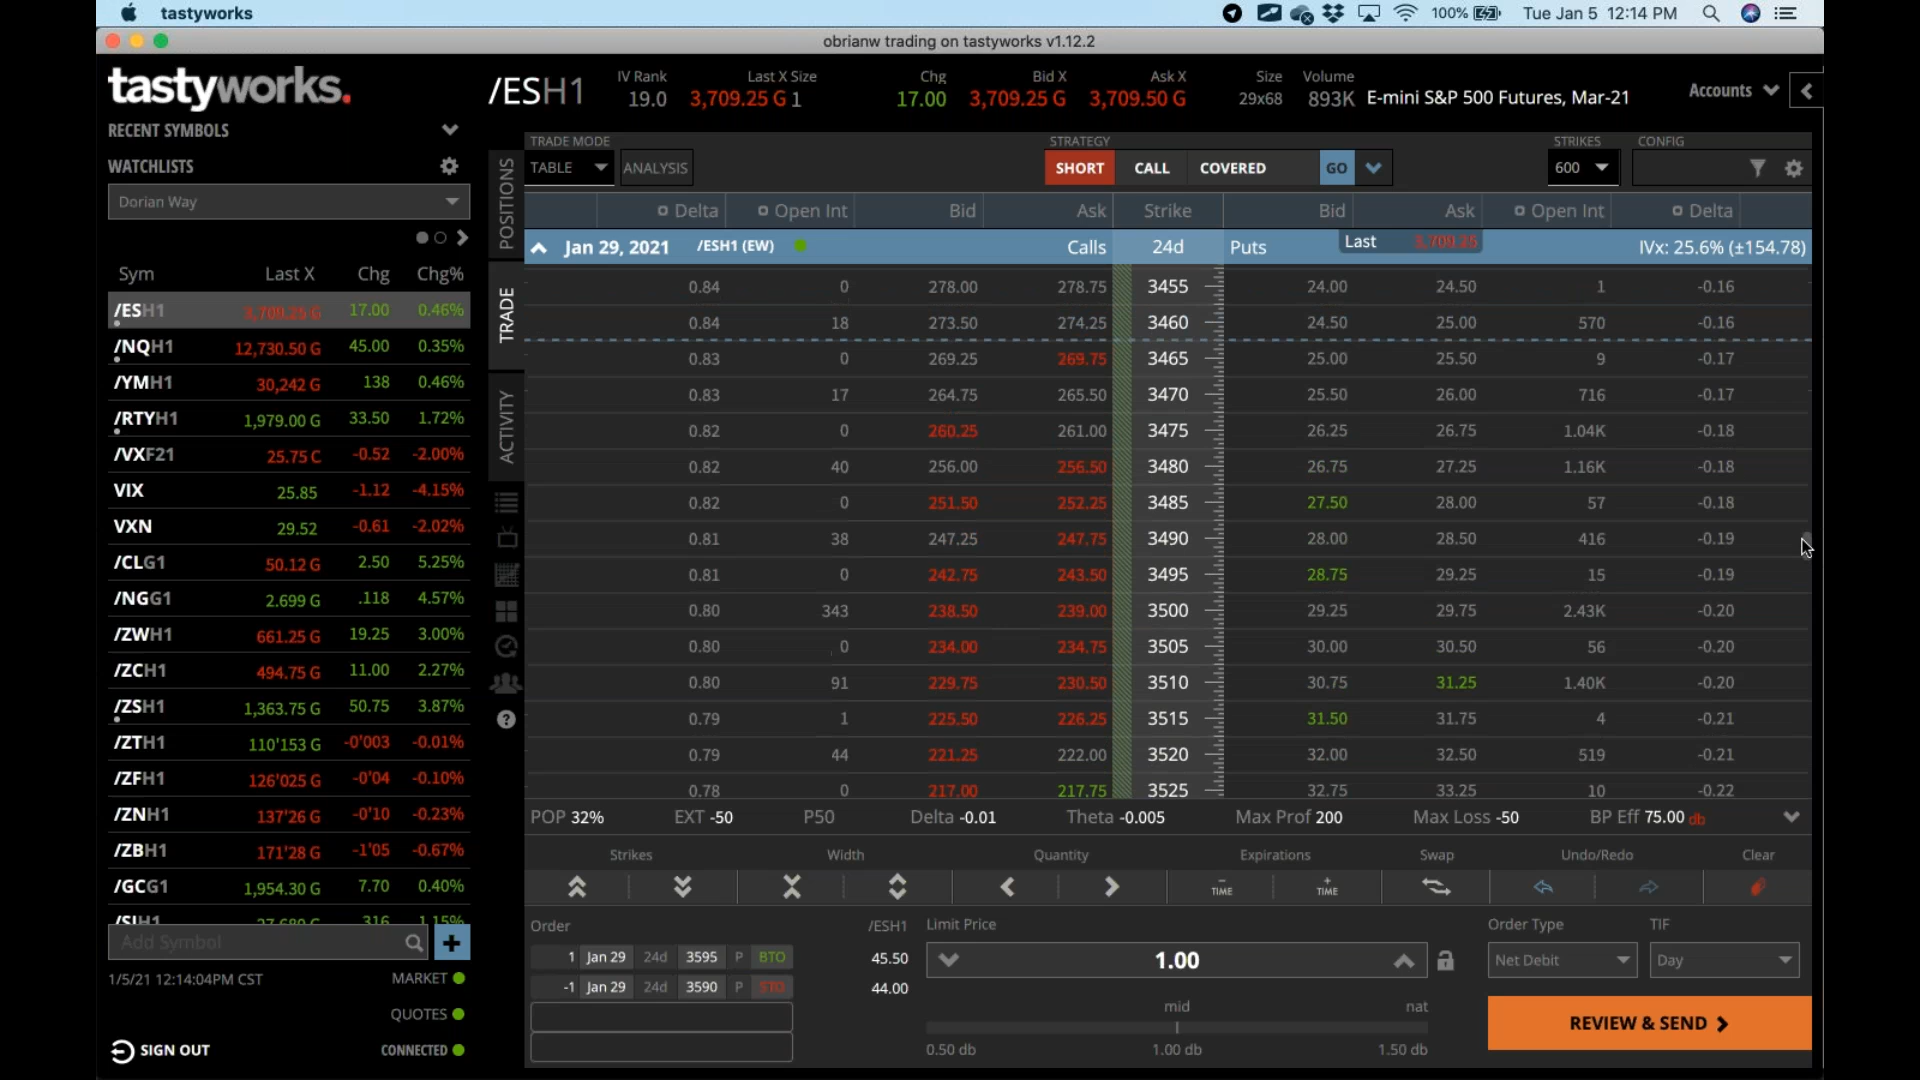 tastyworks 100% Tue Jan 5 12:14 PM
obrianw trading on tastyworks v1.12.2
tastyworks.
/ESH1 IV Rank Last X Size Chg Bid X Ask X Size Volume
19.0 3,709.25 G 1 17.00 3,709.25 G 3,709.50 G 29x68 893K E-mini S&P 500 Futures, Mar-21 Accounts
RECENT SYMBOLS
WATCHLISTS
Dorian Way
Sym Last X Chg Chg%
/ESH1 3,709.25 G 17.00 0.46%
/NQH1 12,730.50 G 45.00 0.35%
/YMH1 30,242 G 138 0.46%
/RTYH1 1,979.00 G 33.50 1.72%
/VXF21 25.75 C -0.52 -2.00%
VIX 25.85 -1.12 -4.15%
VXN 29.52 -0.61 -2.02%
/CLG1 50.12 G 2.50 5.25%
/NGG1 2.699 G .118 4.57%
/ZWH1 661.25 G 19.25 3.00%
/ZCH1 494.75 G 11.00 2.27%
/ZSH1 1,363.75 G 50.75 3.87%
/ZTH1 110'153 G -0'003 -0.01%
/ZFH1 126'025 G -0'04 -0.10%
/ZNH1 137'26 G -0'10 -0.23%
/ZBH1 171'28 G -1'05 -0.67%
/GCG1 1,954.30 G 7.70 0.40%
/SIH1 27.680 G .316 1.15%
Add Symbol
1/5/21 12:14:04PM CST MARKET
QUOTES
SIGN OUT CONNECTED
POSITIONS
TRADE
ACTIVITY
TRADE MODE STRATEGY STRIKES CONFIG
TABLE ANALYSIS SHORT CALL COVERED GO 600
Delta Open Int Bid Ask Strike Bid Ask Open Int Delta
Jan 29, 2021 /ESH1 (EW) Calls 24d Puts Last 3,709.25 IVx: 25.6% (±154.78)
0.84 0 278.00 278.75 3455 24.00 24.50 1 -0.16
0.84 18 273.50 274.25 3460 24.50 25.00 570 -0.16
0.83 0 269.25 269.75 3465 25.00 25.50 9 -0.17
0.83 17 264.75 265.50 3470 25.50 26.00 716 -0.17
0.82 0 260.25 261.00 3475 26.25 26.75 1.04K -0.18
0.82 40 256.00 256.50 3480 26.75 27.25 1.16K -0.18
0.82 0 251.50 252.25 3485 27.50 28.00 57 -0.18
0.81 38 247.25 247.75 3490 28.00 28.50 416 -0.19
0.81 0 242.75 243.50 3495 28.75 29.25 15 -0.19
0.80 343 238.50 239.00 3500 29.25 29.75 2.43K -0.20
0.80 0 234.00 234.75 3505 30.00 30.50 56 -0.20
0.80 91 229.75 230.50 3510 30.75 31.25 1.40K -0.20
0.79 1 225.50 226.25 3515 31.50 31.75 4 -0.21
0.79 44 221.25 222.00 3520 32.00 32.50 519 -0.21
0.78 0 217.00 217.75 3525 32.75 33.25 10 -0.22
POP 32% EXT -50 P50 Delta -0.01 Theta -0.005 Max Prof 200 Max Loss -50 BP Eff 75.00 db
Strikes Width Quantity Expirations Swap Undo/Redo Clear
- TIME + TIME
Order /ESH1 Limit Price Order Type TIF
1 Jan 29 24d 3595 P BTO 45.50 1.00 Net Debit Day
-1 Jan 29 24d 3590 P STO 44.00
mid nat
0.50 db 1.00 db 1.50 db
REVIEW & SEND